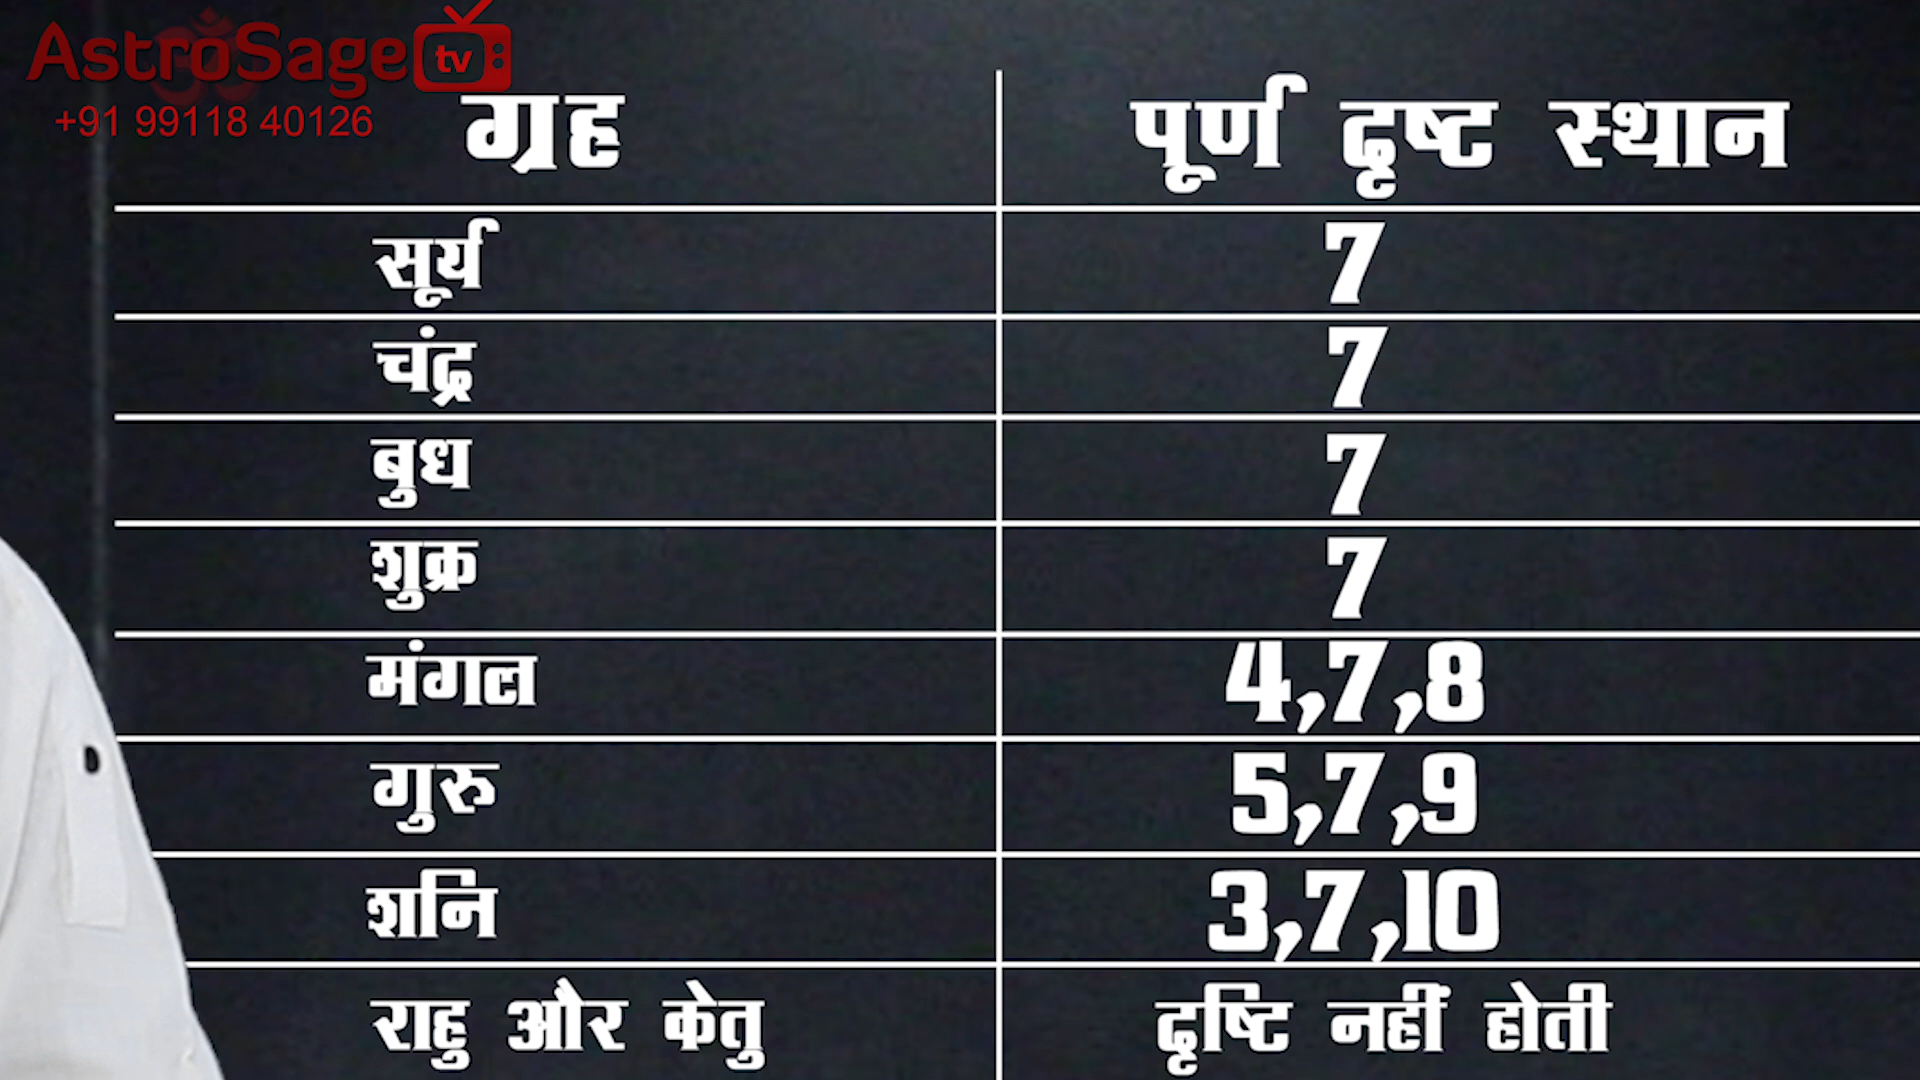 AstroSage tv
+91 99118 40126
ग्रह पूर्ण दृष्ट स्थान
सूर्य 7
चंद्र 7
बुध 7
शुक्र 7
मंगल 4,7,8
गुरु 5,7,9
शनि 3,7,10
राहु और केतु दृष्टि नहीं होती